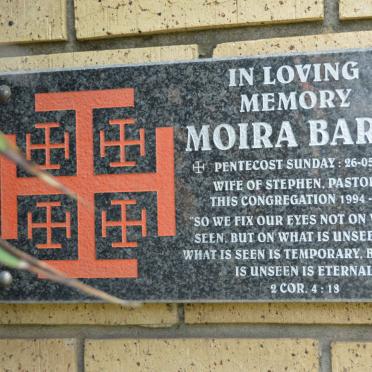 IN LOVING
MEMORY
MOIRA BAR
PENTECOST SUNDAY : 26-05
WIFE OF STEPHEN, PASTOR
THIS CONGREGATION 1994 -
"SO WE FIX OUR EYES NOT ON
SEEN, BUT ON WHAT IS UNSEE
WHAT IS SEEN IS TEMPORARY, B
IS UNSEEN IS ETERNAL
2 COR. 4 : 18